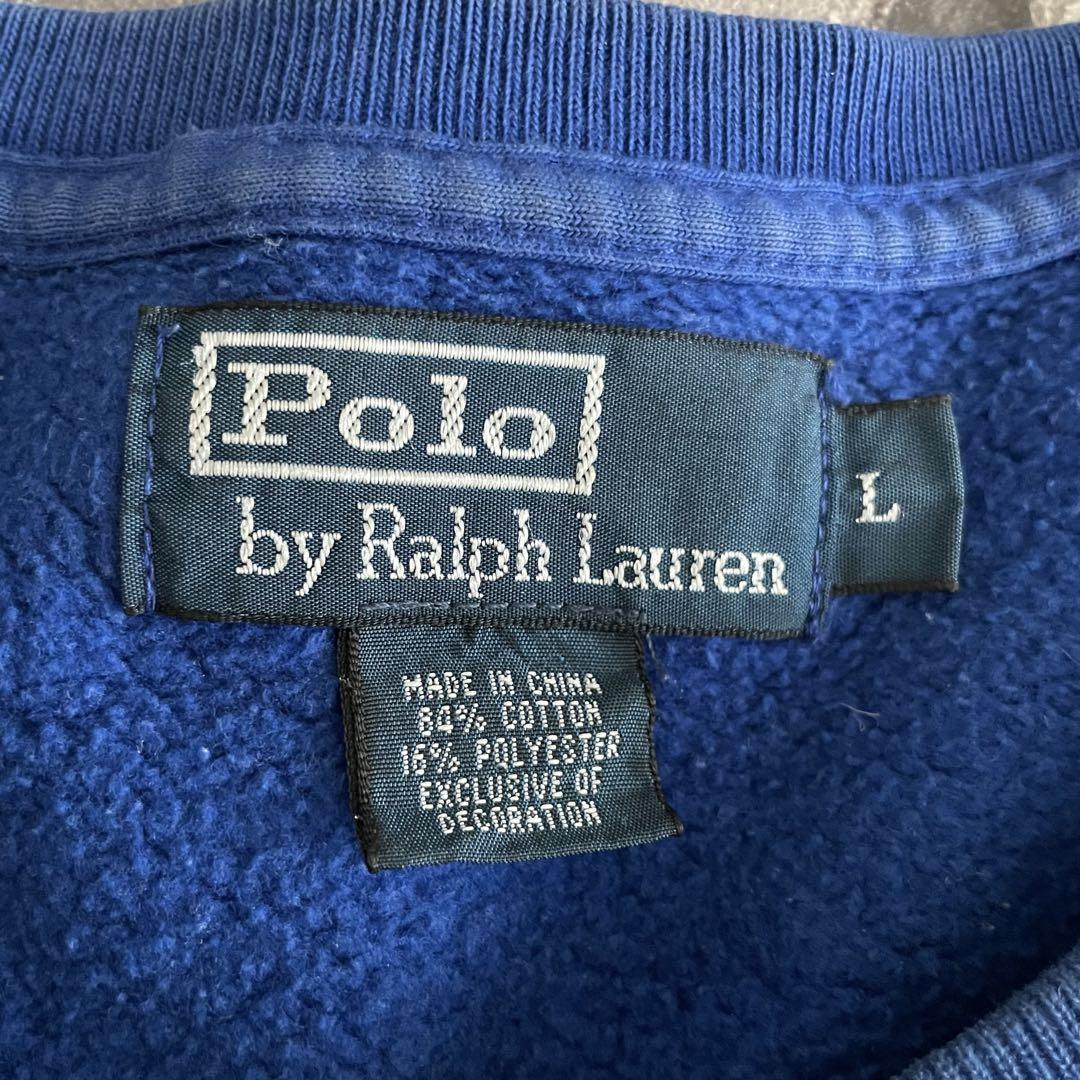 Polo
by Ralph Lauren
L
MADE IN CHINA
84% COTTON
16% POLYESTER
EXCLUSIVE OF
DECORATION